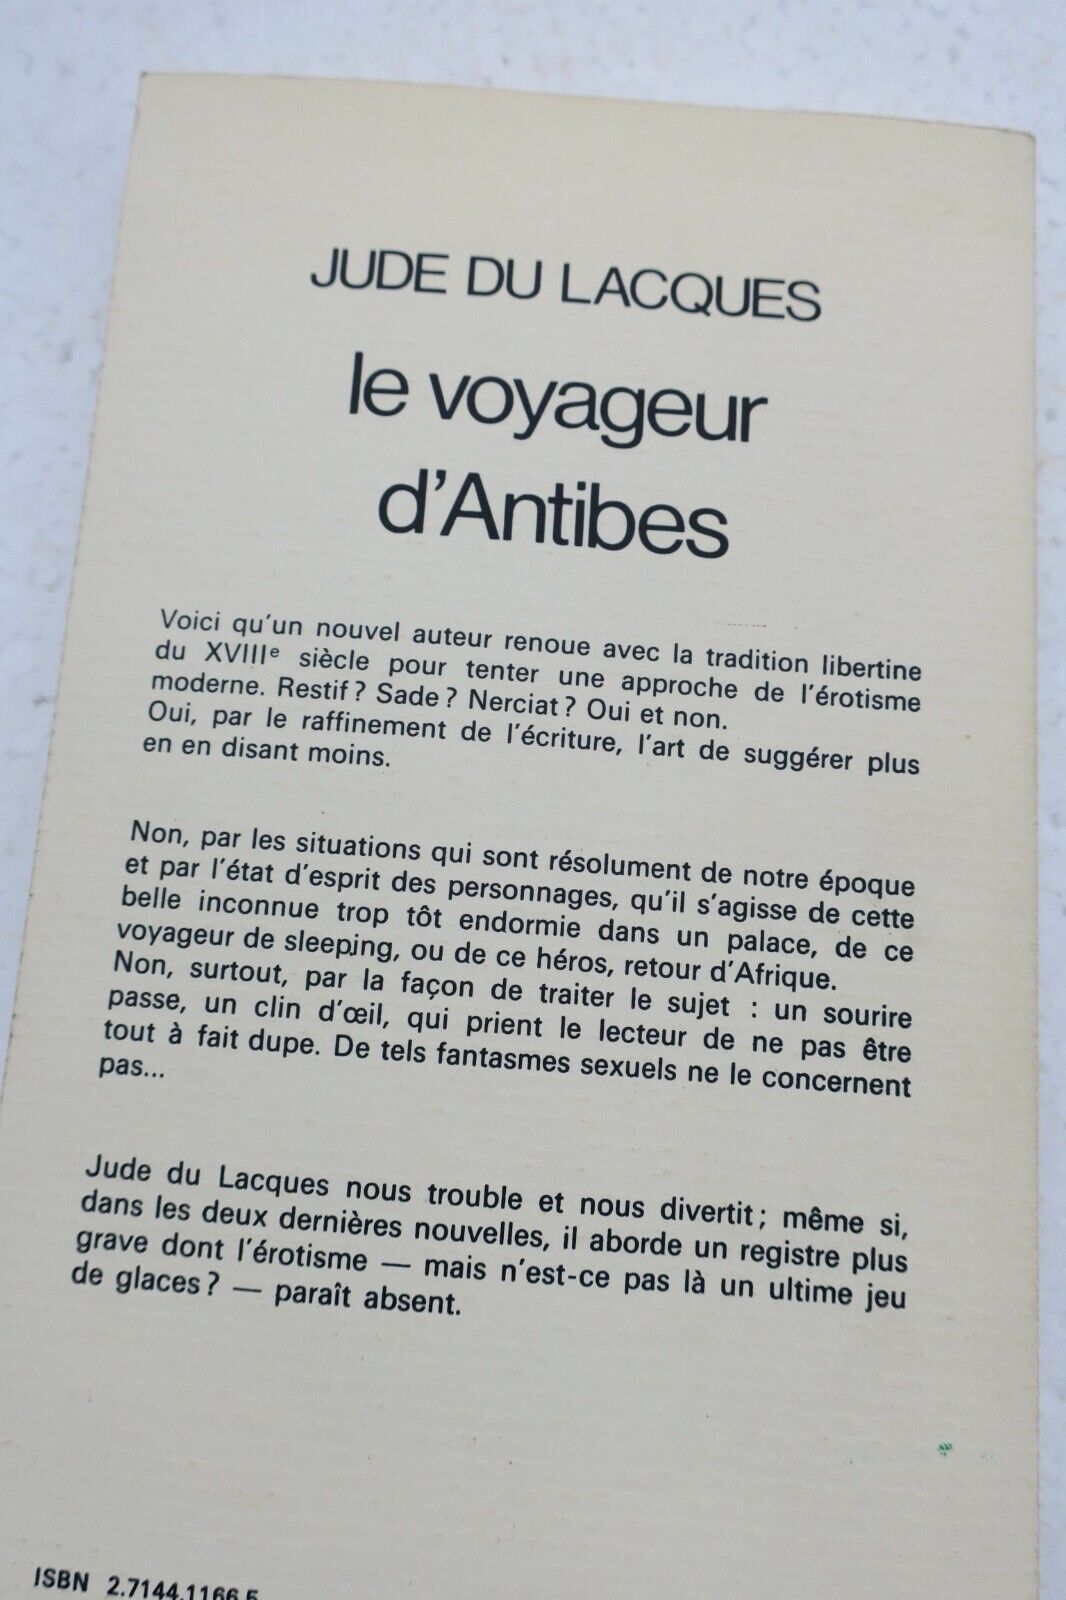 JUDE DU LACQUES
le voyageur
d'Antibes
Voici qu'un nouvel auteur renoue avec la tradition libertine
du XVIIIe siècle pour tenter une approche de l'érotisme
moderne. Restif? Sade? Nerciat? Oui et non.
Oui, par le raffinement de l'écriture, l'art de suggérer plus
en en disant moins.
Non, par les situations qui sont résolument de notre époque
et par l'état d'esprit des personnages, qu'il s'agisse de cette
belle inconnue trop tôt endormie dans un palace, de ce
voyageur de sleeping, ou de ce héros, retour d'Afrique.
Non, surtout, par la façon de traiter le sujet : un sourire
passe, un clin d'œil, qui prient le lecteur de ne pas être
tout à fait dupe. De tels fantasmes sexuels ne le concernent
pas...
Jude du Lacques nous trouble et nous divertit; même si,
dans les deux dernières nouvelles, il aborde un registre plus
grave dont l'érotisme — mais n'est-ce pas là un ultime jeu
de glaces? — paraît absent.
ISBN 2.7144.1166.5